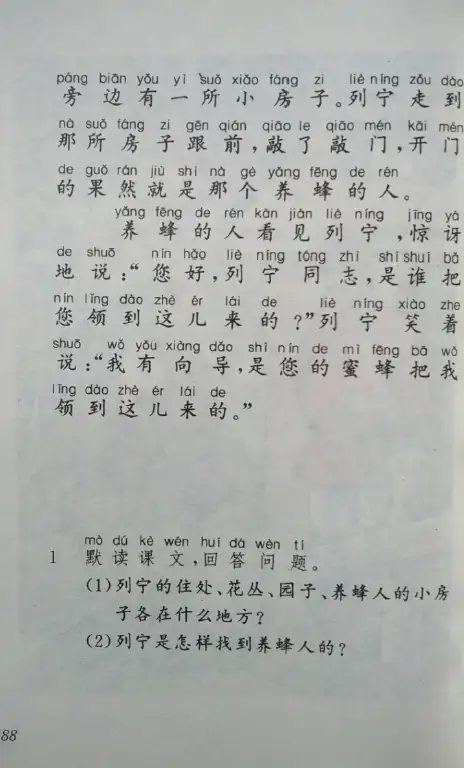 páng biān yǒu yì suǒ xiǎo fáng zi liè níng zǒu dào
旁边有一所小房子。列宁走到
nà suǒ fáng zi gēn qián qiāo le qiāo mén kāi mén
那所房子跟前,敲了敲门,开门
de guǒ rán jiù shì nà gè yǎng fēng de rén
的果然就是那个养蜂的人。
yǎng fēng de rén kàn jiàn liè níng jīng yà
养蜂的人看见列宁,惊讶
de shuō nín hǎo liè níng tóng zhì shì shuí bǎ
地说:“您好,列宁同志,是谁把
nín lǐng dào zhè ér lái de liè níng xiào zhe
您领到这儿来的?”列宁笑着
shuō wǒ yǒu xiàng dǎo shì nín de mì fēng bǎ wǒ
说:“我有向导,是您的蜜蜂把我
lǐng dào zhè ér lái de
领到这儿来的。”
mò dú kè wén huí dá wèn tí
1 默读课文,回答问题。
(1)列宁的住处、花丛、园子、养蜂人的小房
子各在什么地方?
(2)列宁是怎样找到养蜂人的?
88